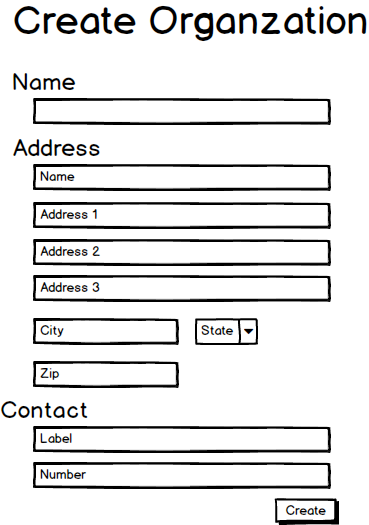 Create Organzation
Name
Address
Name
Address 1
Address 2
Address 3
City State
Zip
Contact
Label
Number
Create